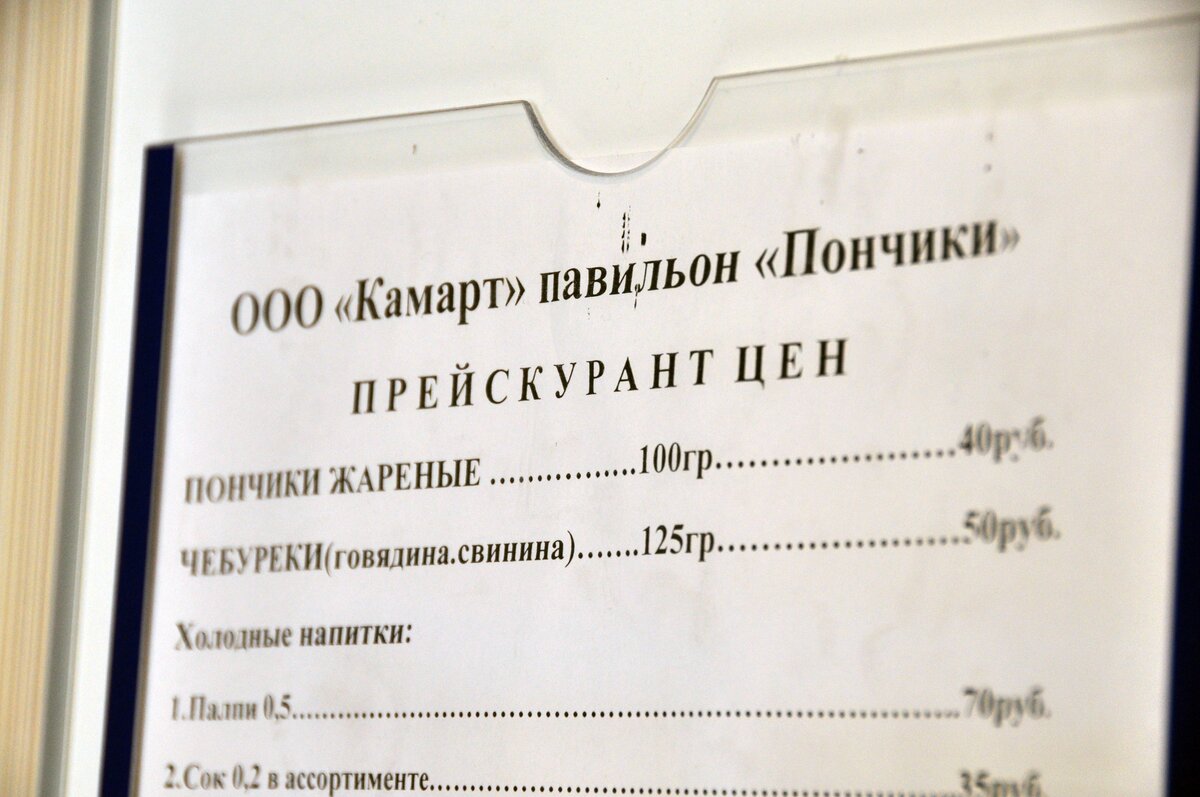 ООО «Камарт» павильон «Пончики»
ПРЕЙСКУРАНТ ЦЕН
ПОНЧИКИ ЖАРЕНЫЕ ...............100гр.......................40руб.
ЧЕБУРЕКИ(говядина.свинина).......125гр.......................50руб.
Холодные напитки:
1.Палпи 0,5.....................................................................70руб.
2.Сок 0,2 в ассортименте.......................................................35руб.